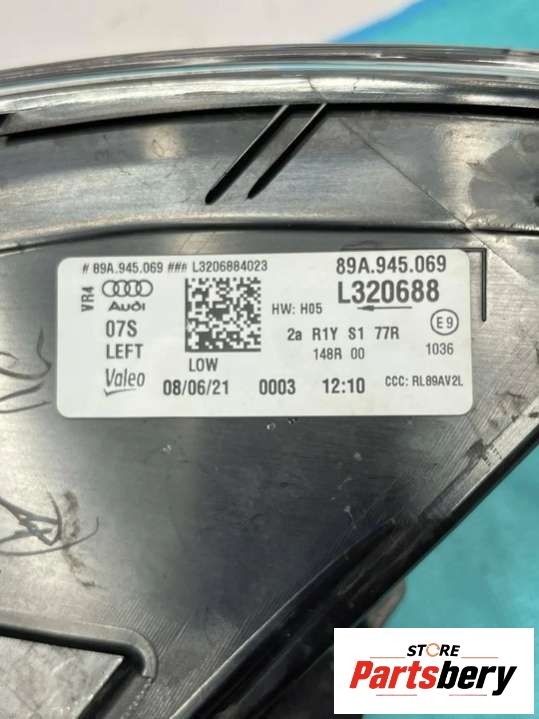 # 89A.945.069 ### L3206884023
89A.945.069
VR4
Audi
HW: H05
L320688
07S
2a R1Y S1 77R
E9
LEFT
148R 00
1036
Valeo
LOW
08/06/21 0003 12:10
CCC: RL89AV2L
STORE
Partsbery